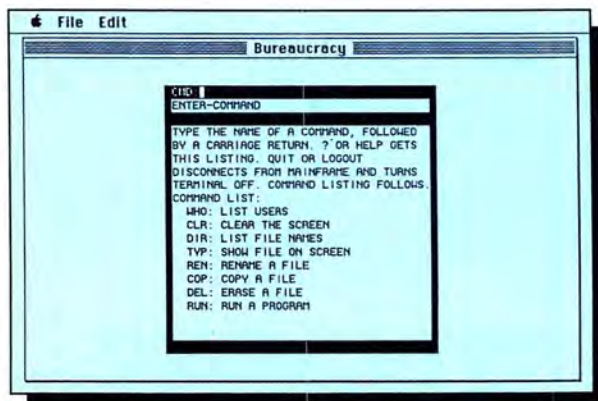 File Edit
Bureaucracy
CMD:
ENTER-COMMAND
TYPE THE NAME OF A COMMAND, FOLLOWED
BY A CARRIAGE RETURN. ? OR HELP GETS
THIS LISTING. QUIT OR LOGOUT
DISCONNECTS FROM MAINFRAME AND TURNS
TERMINAL OFF. COMMAND LISTING FOLLOWS.
COMMAND LIST:
WHO: LIST USERS
CLR: CLEAR THE SCREEN
DIR: LIST FILE NAMES
TYP: SHOW FILE ON SCREEN
REN: RENAME A FILE
COP: COPY A FILE
DEL: ERASE A FILE
RUN: RUN A PROGRAM